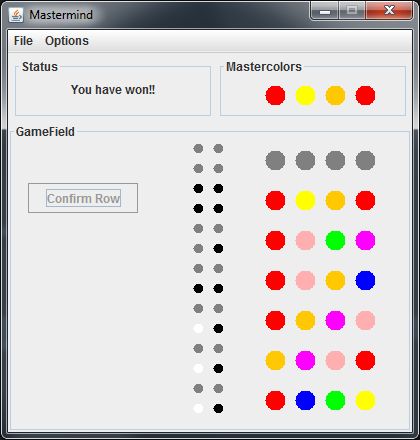 Mastermind
File Options
Status
Mastercolors
You have won!!
GameField
Confirm Row